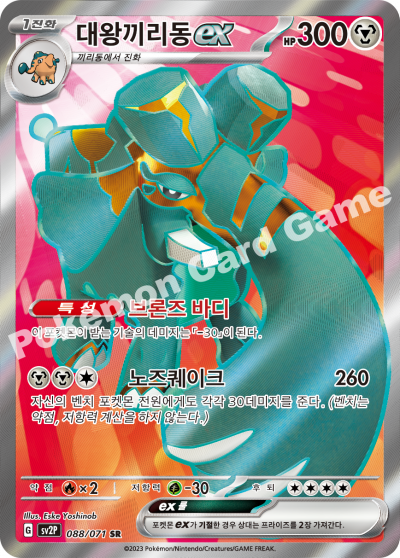 1진화
대왕끼리동ex
HP 300
끼리동에서 진화
Pokémon Card Game
특성 브론즈 바디
이 포켓몬이 받는 기술의 데미지는 「-30」이 된다.
노즈퀘이크 260
자신의 벤치 포켓몬 전원에게도 각각 30데미지를 준다. (벤치는
약점, 저항력 계산을 하지 않는다.)
약점 ×2 저항력 -30 후퇴
ex 룰
포켓몬 ex가 기절한 경우 상대는 프라이즈를 2장 가져간다.
Illus. Eske Yoshinob
G sv2P 088/071 SR
©2023 Pokémon/Nintendo/Creatures/GAME FREAK.